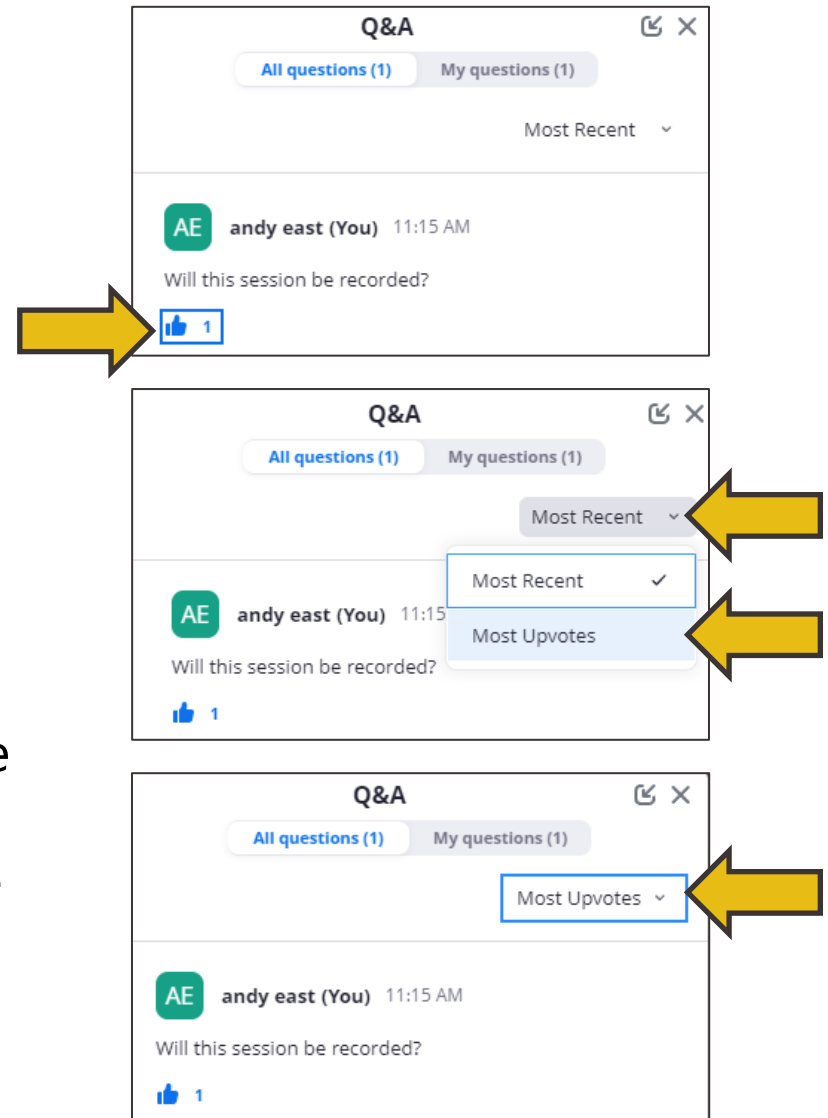 Q&A
All questions (1) My questions (1)
Most Recent
AE andy east (You) 11:15 AM
Will this session be recorded?
1
Q&A
All questions (1) My questions (1)
Most Recent
Most Recent
AE andy east (You) 11:15
Most Upvotes
Will this session be recorded?
1
e
Q&A
All questions (1) My questions (1)
Most Upvotes
AE andy east (You) 11:15 AM
Will this session be recorded?
1